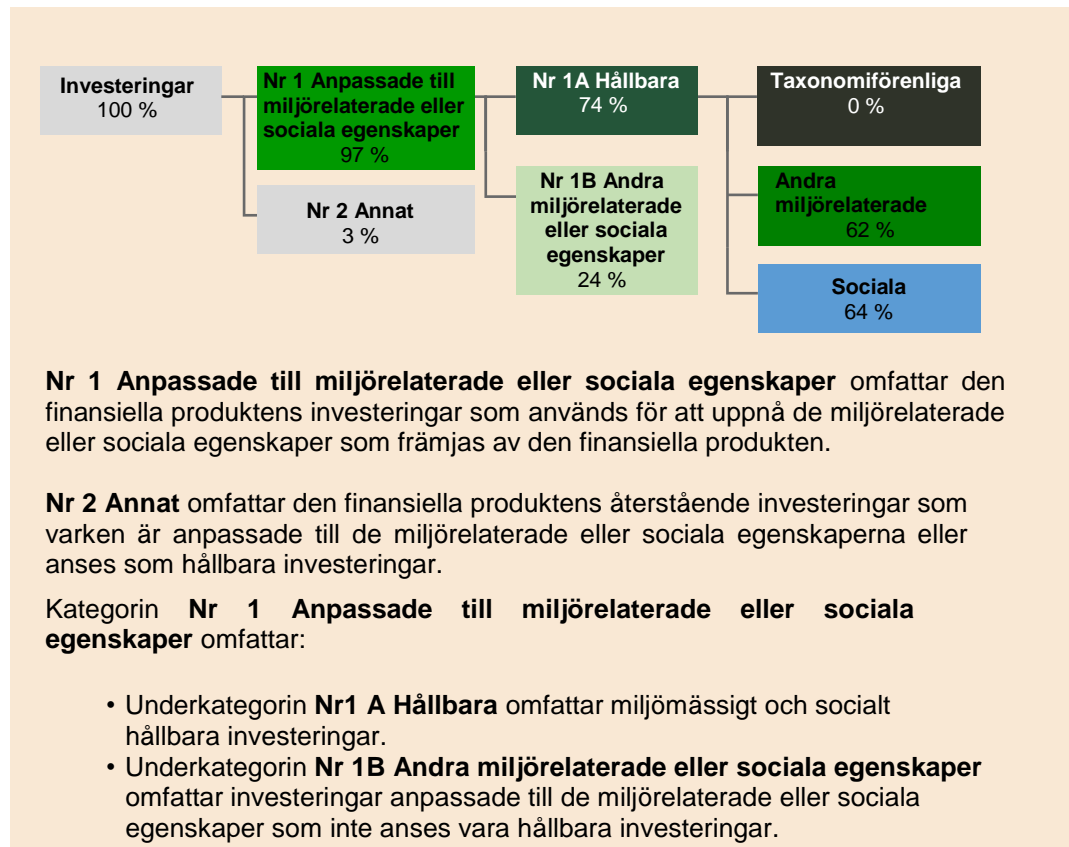 Investeringar
100 %
Nr 1 Anpassade till
miljörelaterade eller
sociala egenskaper
97 %
Nr 2 Annat
3 %
Nr 1A Hållbara
74 %
Nr 1B Andra
miljörelaterade
eller sociala
egenskaper
24 %
Taxonomiförenliga
0 %
Andra
miljörelaterade
62 %
Sociala
64 %
Nr 1 Anpassade till miljörelaterade eller sociala egenskaper omfattar den
finansiella produktens investeringar som används för att uppnå de miljörelaterade
eller sociala egenskaper som främjas av den finansiella produkten.
Nr 2 Annat omfattar den finansiella produktens återstående investeringar som
varken är anpassade till de miljörelaterade eller sociala egenskaperna eller
anses som hållbara investeringar.
Kategorin Nr 1 Anpassade till miljörelaterade eller sociala
egenskaper omfattar:
• Underkategorin Nr1 A Hållbara omfattar miljömässigt och socialt
hållbara investeringar.
• Underkategorin Nr 1B Andra miljörelaterade eller sociala egenskaper
omfattar investeringar anpassade till de miljörelaterade eller sociala
egenskaper som inte anses vara hållbara investeringar.